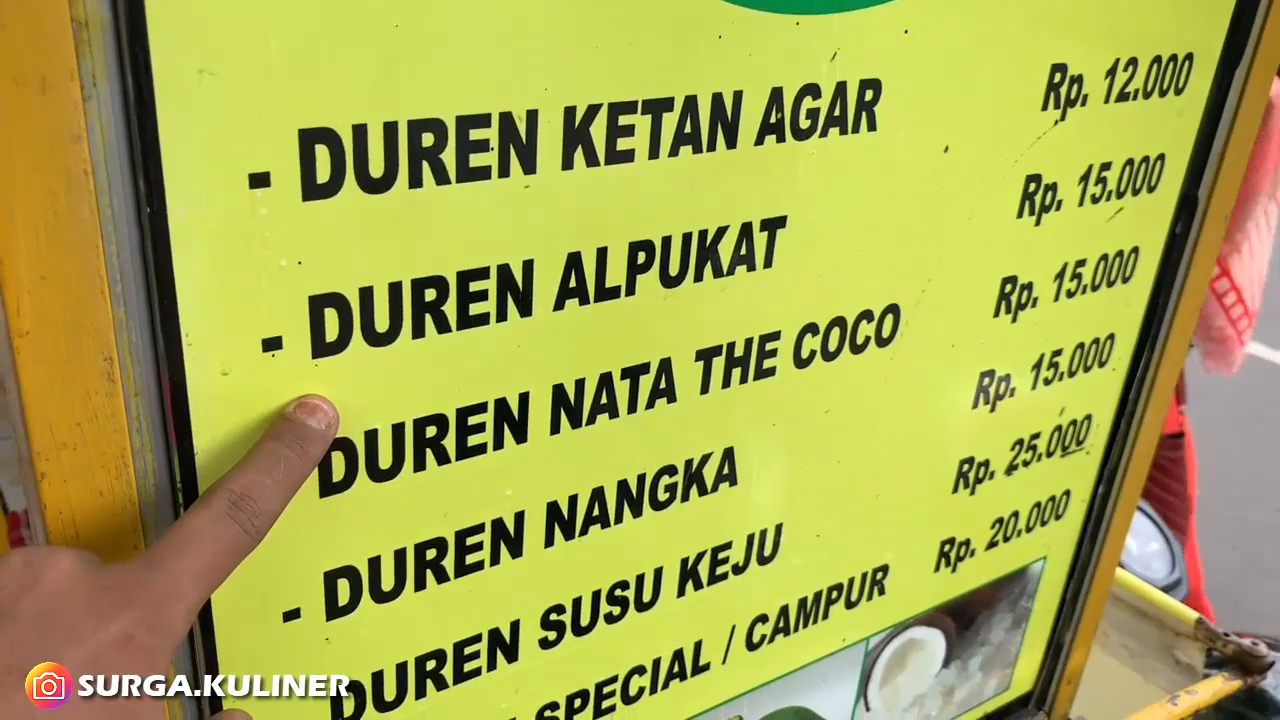 - DUREN KETAN AGAR Rp. 12.000
- DUREN ALPUKAT Rp. 15.000
DUREN NATA THE COCO Rp. 15.000
- DUREN NANGKA Rp. 15.000
DUREN SUSU KEJU Rp. 25.000
SPECIAL / CAMPUR Rp. 20.000
SURGA.KULINER